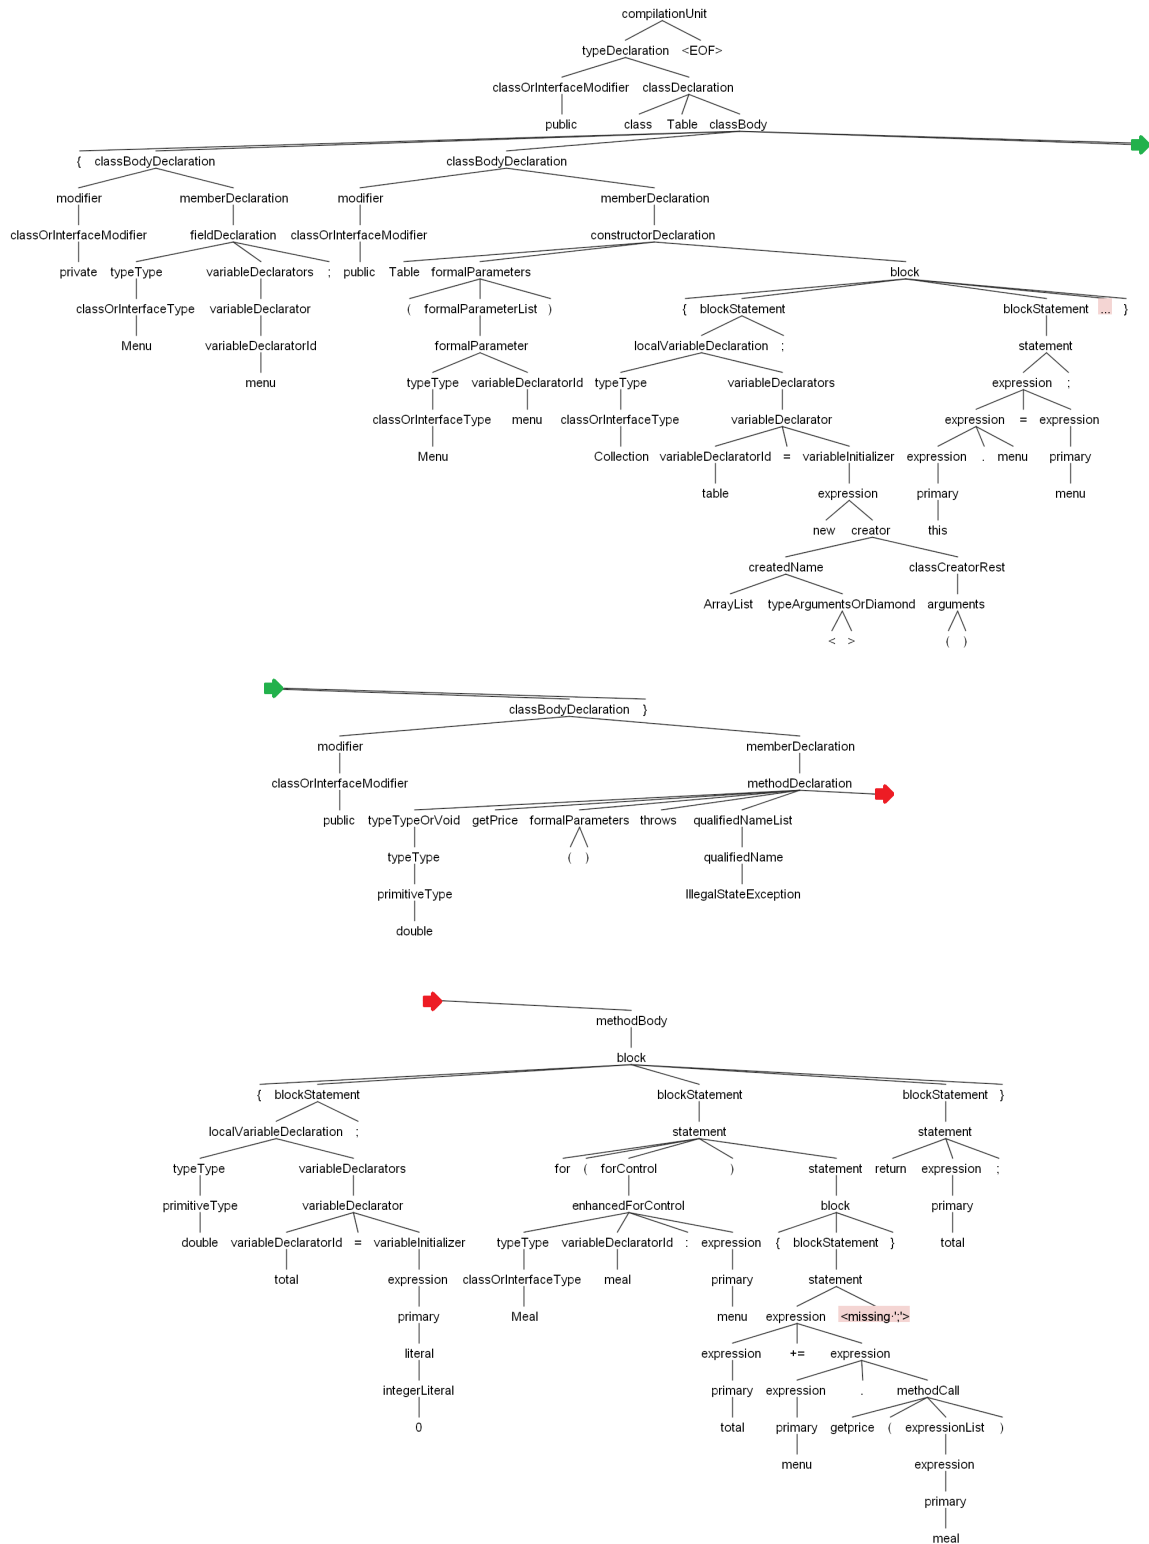 compilationUnit
typeDeclaration <EOF>
classOrInterfaceModifier classDeclaration
public class Table classBody
{ classBodyDeclaration classBodyDeclaration
modifier memberDeclaration modifier memberDeclaration
classOrInterfaceModifier fieldDeclaration classOrInterfaceModifier constructorDeclaration
private typeType variableDeclarators ; public Table formalParameters block
classOrInterfaceType variableDeclarator ( formalParameterList ) { blockStatement blockStatement ... }
Menu variableDeclaratorId formalParameter localVariableDeclaration ; statement
menu typeType variableDeclaratorId typeType variableDeclarators expression ;
classOrInterfaceType menu classOrInterfaceType variableDeclarator expression = expression
Menu Collection variableDeclaratorId = variableInitializer expression . menu primary
table expression primary menu
new creator this
createdName classCreatorRest
ArrayList typeArgumentsOrDiamond arguments
< > ( )
classBodyDeclaration }
modifier memberDeclaration
classOrInterfaceModifier methodDeclaration
public typeTypeOrVoid getPrice formalParameters throws qualifiedNameList
typeType ( ) qualifiedName
primitiveType IllegalStateException
double
methodBody
block
{ blockStatement blockStatement blockStatement }
localVariableDeclaration ; statement statement
typeType variableDeclarators for ( forControl ) statement return expression ;
primitiveType variableDeclarator enhancedForControl block primary
double variableDeclaratorId = variableInitializer typeType variableDeclaratorId : expression { blockStatement } total
total expression classOrInterfaceType meal primary statement
primary Meal menu expression <missing·';'>
literal expression += expression
integerLiteral primary expression . methodCall
0 total primary getprice ( expressionList )
menu expression
primary
meal